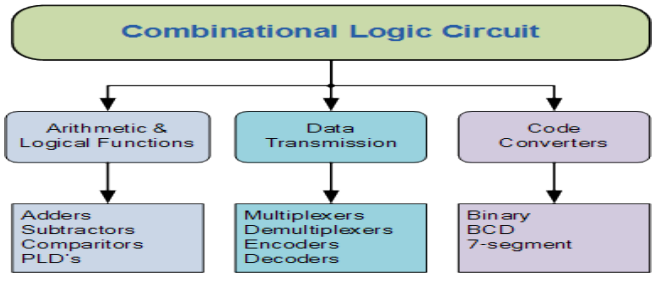 Combinational Logic Circuit
Arithmetic &
Logical Functions
Data
Transmission
Code
Converters
Adders
Subtractors
Comparitors
PLD's
Multiplexers
Demultiplexers
Encoders
Decoders
Binary
BCD
7-segment